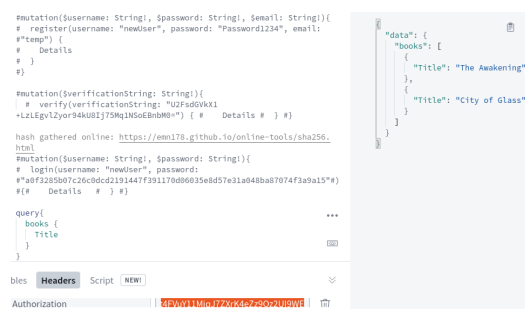 #mutation($username: String!, $password: String!, $email: String!){
#  register(username: "newUser", password: "Password1234", email:
#"temp") {
#    Details
#  }
#}
#mutation($verificationString: String!){
| # verify(verificationString: "U2FsdGVkX1
+LzLEgvlZyor94kU8Ij75Mq1NSoEBnbM0=") { #    Details # } #}
hash gathered online: https://emn178.github.io/online-tools/sha256.
html
#mutation($username: String!, $password: String!){
#  login(username: "newUser", password:
#"a0f3285b07c26c0dcd2191447f391170d06035e8d57e31a048ba87074f3a9a15"#)
#{#    Details  # } #}
query{
books {
Title
}
}
bles Headers Script NEW!
Authorization
{
"data": {
"books": [
{
"Title": "The Awakening"
},
{
"Title": "City of Glass"
}
]
}
}